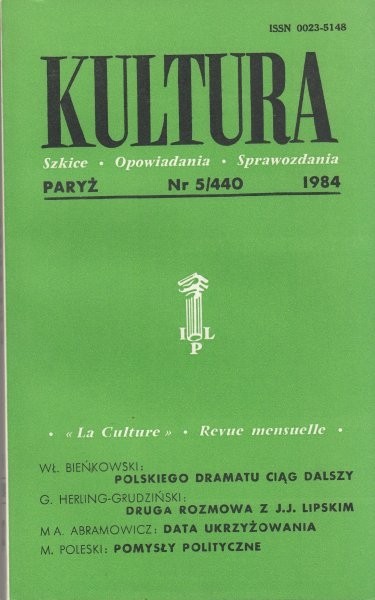 ISSN 0023-5148
KULTURA
Szkice • Opowiadania • Sprawozdania
PARYŻ Nr 5/440 1984
I L
P
• « La Culture » • Revue mensuelle •
WŁ. BIEŃKOWSKI:
POLSKIEGO DRAMATU CIĄG DALSZY
G. HERLING-GRUDZIŃSKI:
DRUGA ROZMOWA Z J.J. LIPSKIM
M A. ABRAMOWICZ: DATA UKRZYŻOWANIA
M. POLESKI: POMYSŁY POLITYCZNE